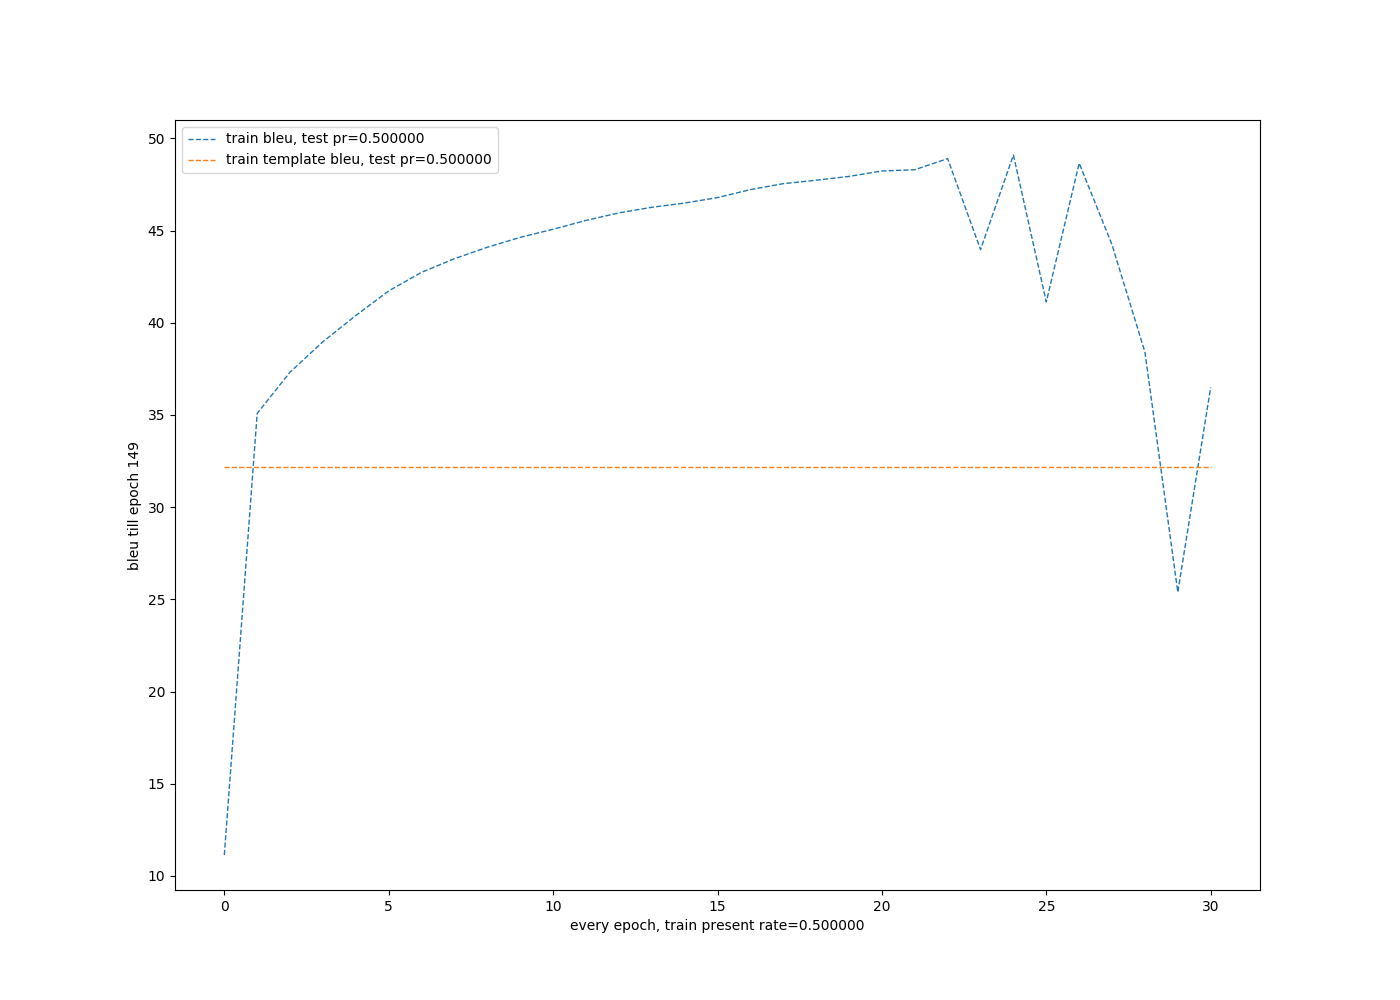 train bleu, test pr=0.500000
train template bleu, test pr=0.500000
50
45
40
35
30
25
20
15
10
bleu till epoch 149
0 5 10 15 20 25 30
every epoch, train present rate=0.500000